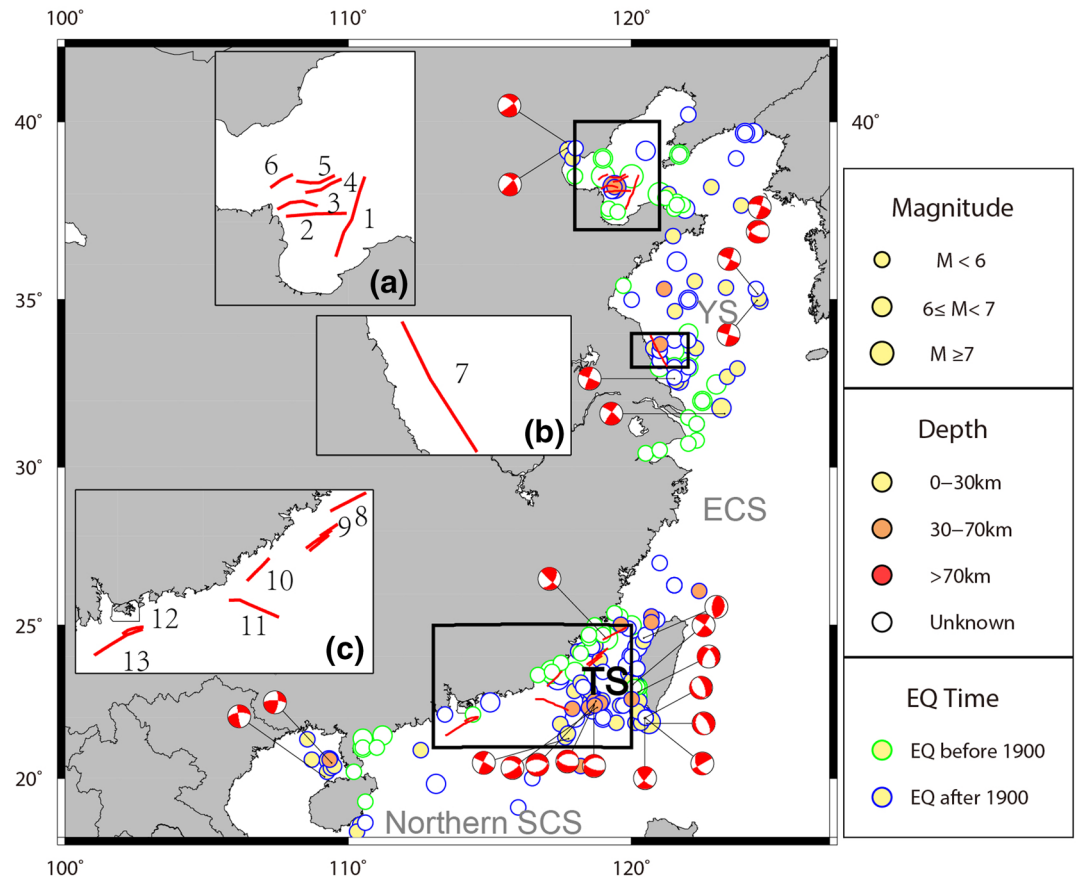 100° 110° 120°
40° 40°
6 5 4 3 2 1
(a)
35°
YS
7
(b)
30°
ECS
8
9
10
11
12
13
(c)
25°
TS
20°
Northern SCS
100° 110° 120°
Magnitude
M < 6
6≤ M< 7
M ≥7
Depth
0−30km
30−70km
>70km
Unknown
EQ Time
EQ before 1900
EQ after 1900